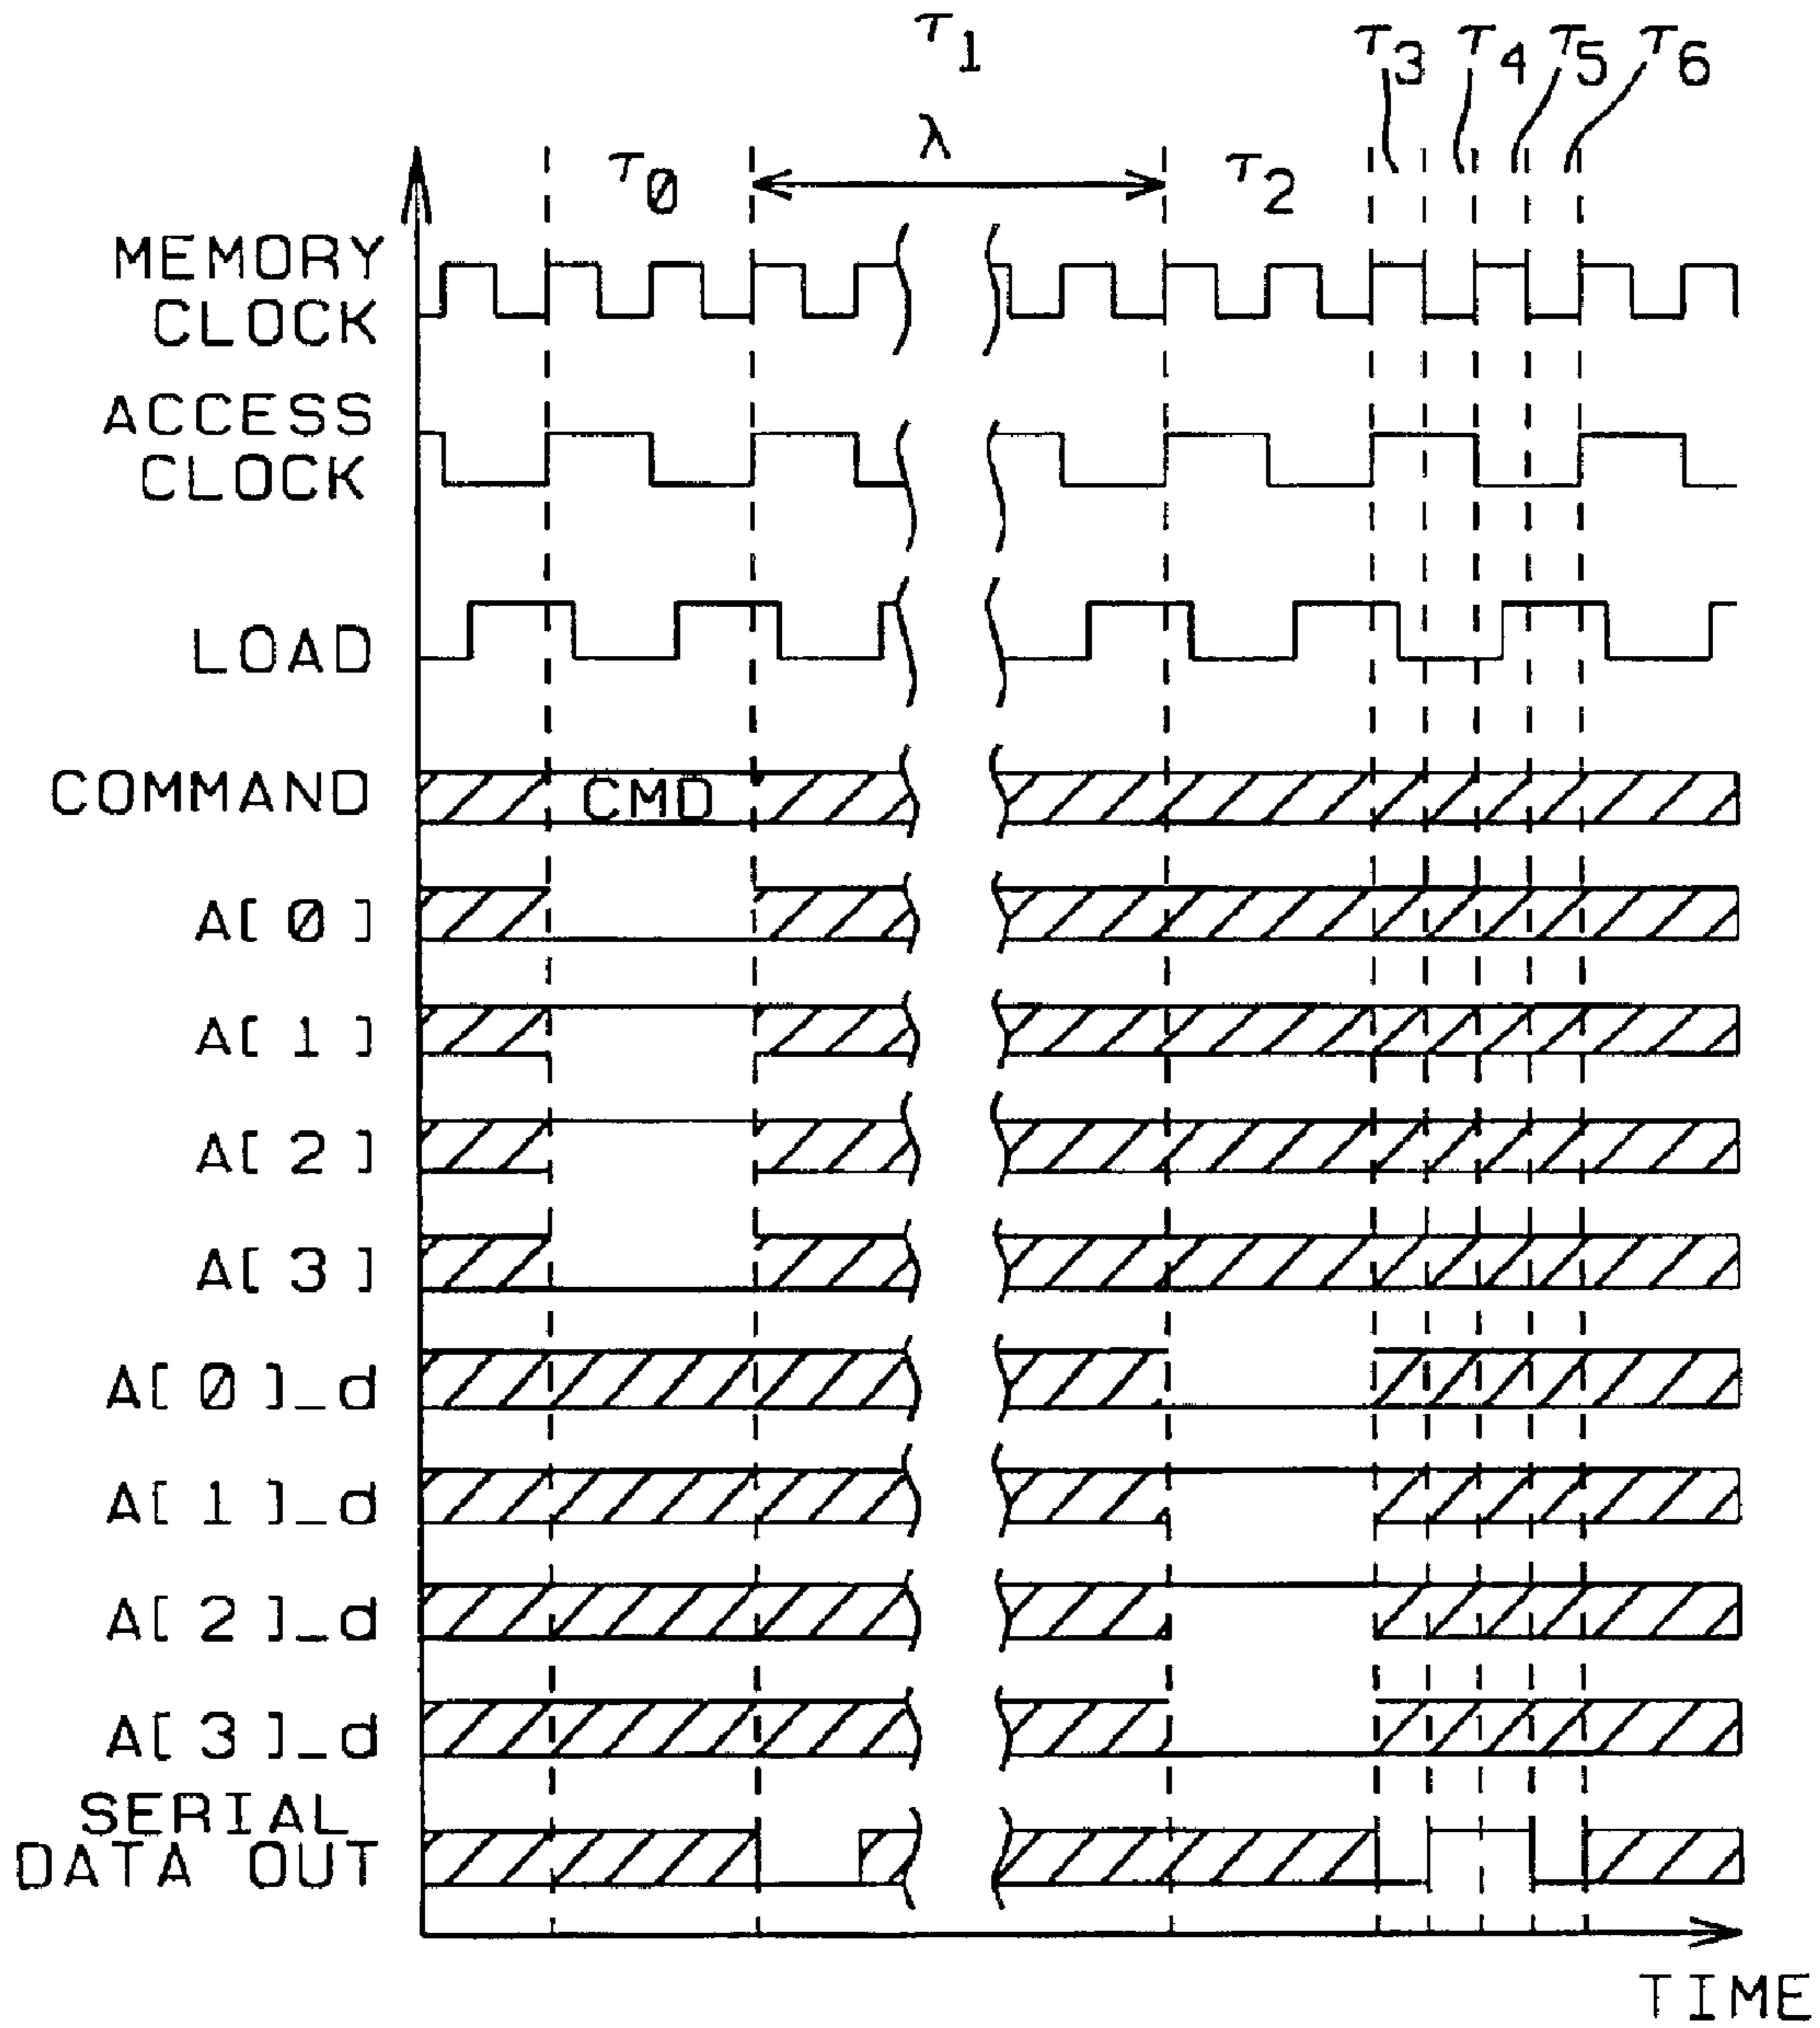 τ1
τ3 τ4 τ5 τ6
λ
τ0
τ2
MEMORY
CLOCK
ACCESS
CLOCK
LOAD
COMMAND
CMD
A[0]
A[1]
A[2]
A[3]
A[0]_d
A[1]_d
A[2]_d
A[3]_d
SERIAL
DATA OUT
TIME